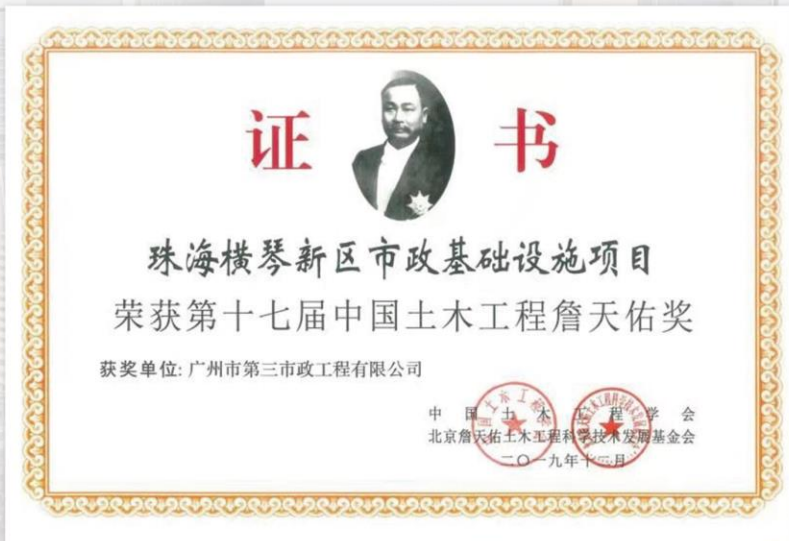 证 书
珠海横琴新区市政基础设施项目
荣获第十七届中国土木工程詹天佑奖
获奖单位: 广州市第三市政工程有限公司
中国土木工程学会
北京詹天佑土木工程科学技术发展基金会
二〇一九年十一月